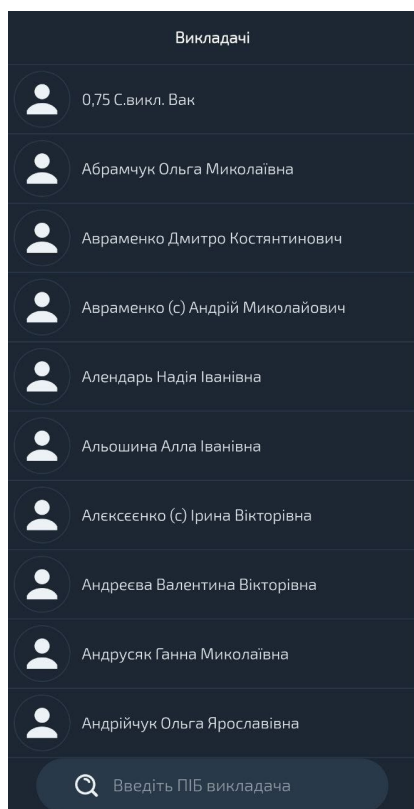 Викладачі
0,75 С.викл. Вак
Абрамчук Ольга Миколаївна
Авраменко Дмитро Костянтинович
Авраменко (с) Андрій Миколайович
Алендарь Надія Іванівна
Альошина Алла Іванівна
Алєксєєнко (с) Ірина Вікторівна
Андреєва Валентина Вікторівна
Андрусяк Ганна Миколаївна
Андрійчук Ольга Ярославівна
Введіть ПІБ викладача